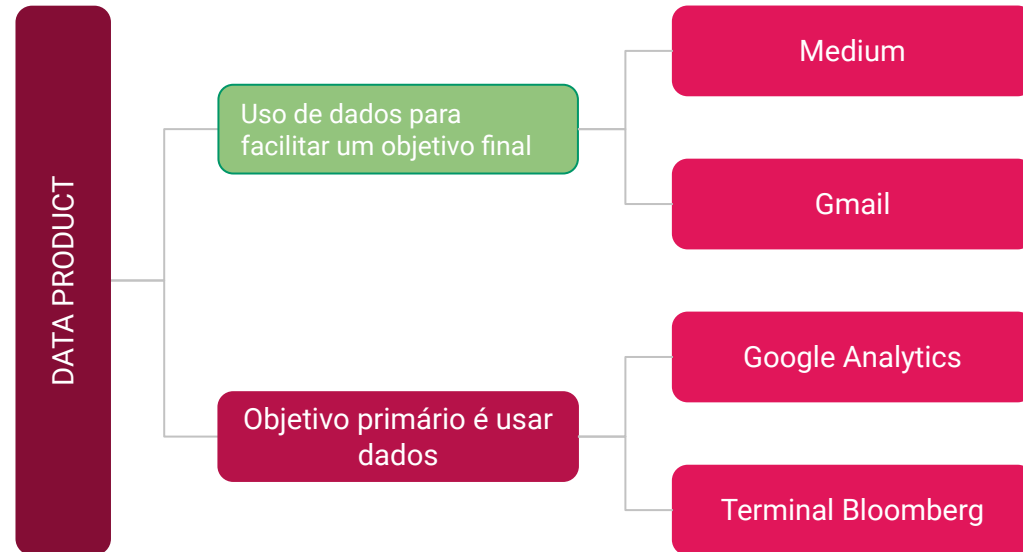 DATA PRODUCT
Uso de dados para
facilitar um objetivo final
Medium
Gmail
Objetivo primário é usar
dados
Google Analytics
Terminal Bloomberg